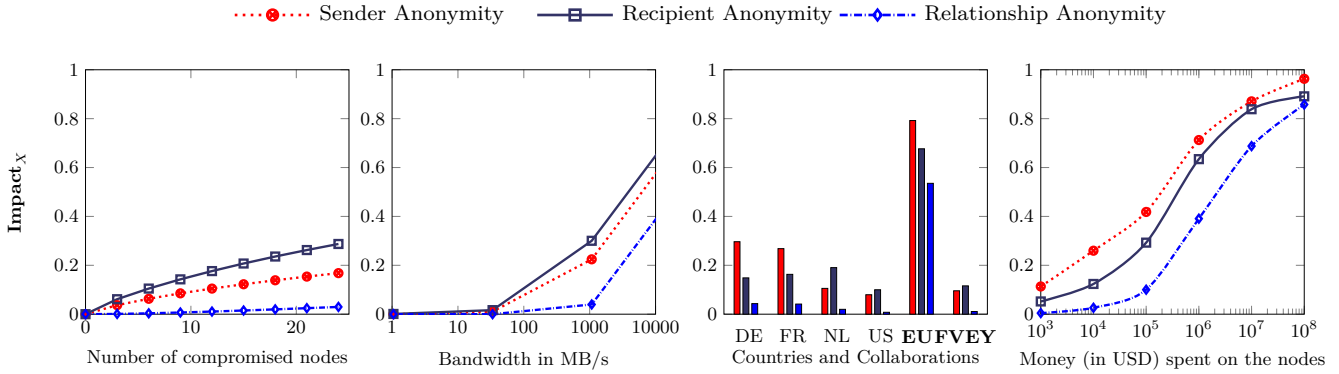 Sender Anonymity Recipient Anonymity Relationship Anonymity
Impact_X
1
0.8
0.6
0.4
0.2
0
0 10 20
Number of compromised nodes
1
0.8
0.6
0.4
0.2
0
1 10 100 1000 10000
Bandwidth in MB/s
1
0.8
0.6
0.4
0.2
0
DE FR NL US EU FVEY
Countries and Collaborations
1
0.8
0.6
0.4
0.2
0
10^3 10^4 10^5 10^6 10^7 10^8
Money (in USD) spent on the nodes